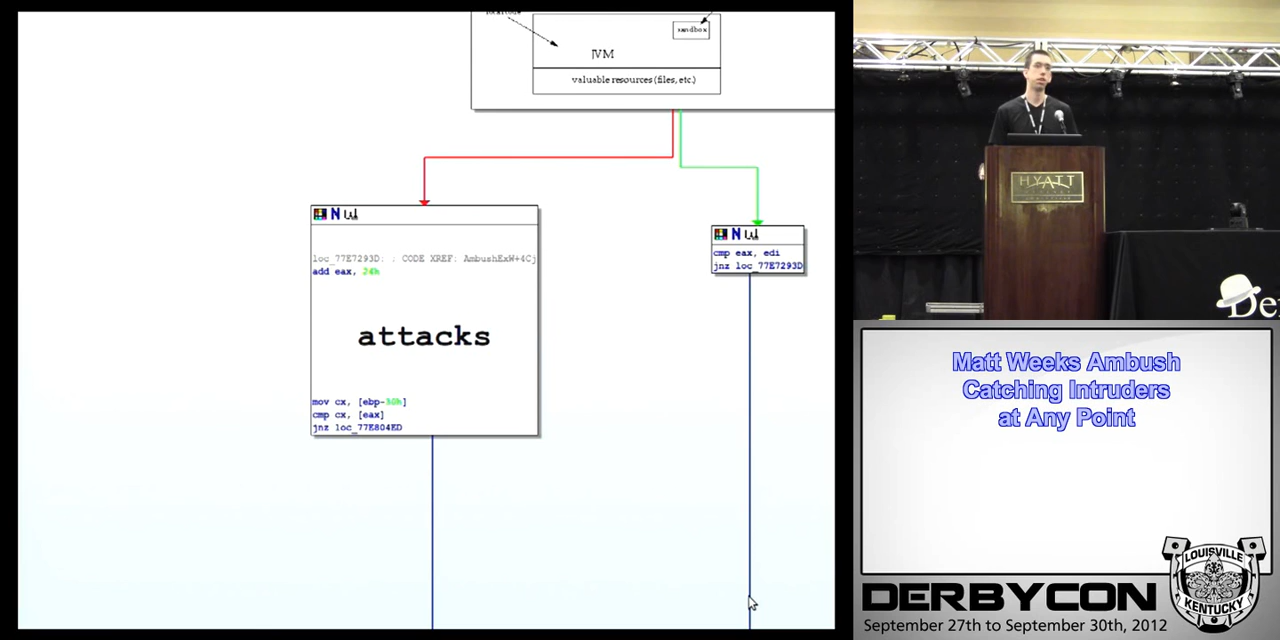 sandbox
JVM
valuable resources (files, etc.)
N
loc_77E7293D: ; CODE XREF: AmbushExW+4Cj
add eax, 24h
attacks
mov cx, [ebp-30h]
cmp cx, [eax]
jnz loc_77E804ED
N
cmp eax, edi
jnz loc_77E7293D
HYATT
De
Matt Weeks Ambush
Catching Intruders
at Any Point
LOUISVILLE
KENTUCKY
DERBYCON
September 27th to September 30th, 2012